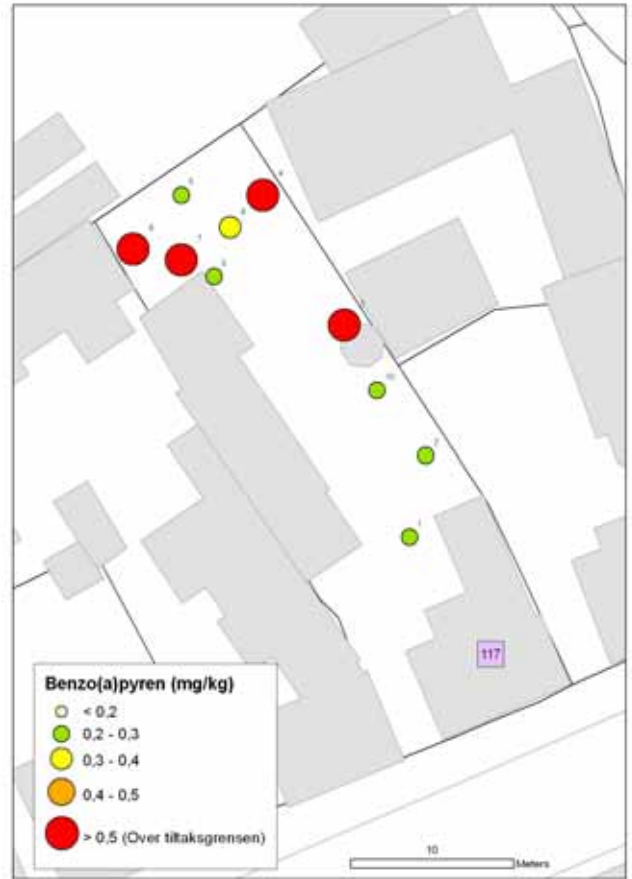 117
Benzo(a)pyren (mg/kg)
< 0,2
0,2 - 0,3
0,3 - 0,4
0,4 - 0,5
> 0,5 (Over tiltaksgrensen)
10
Meters